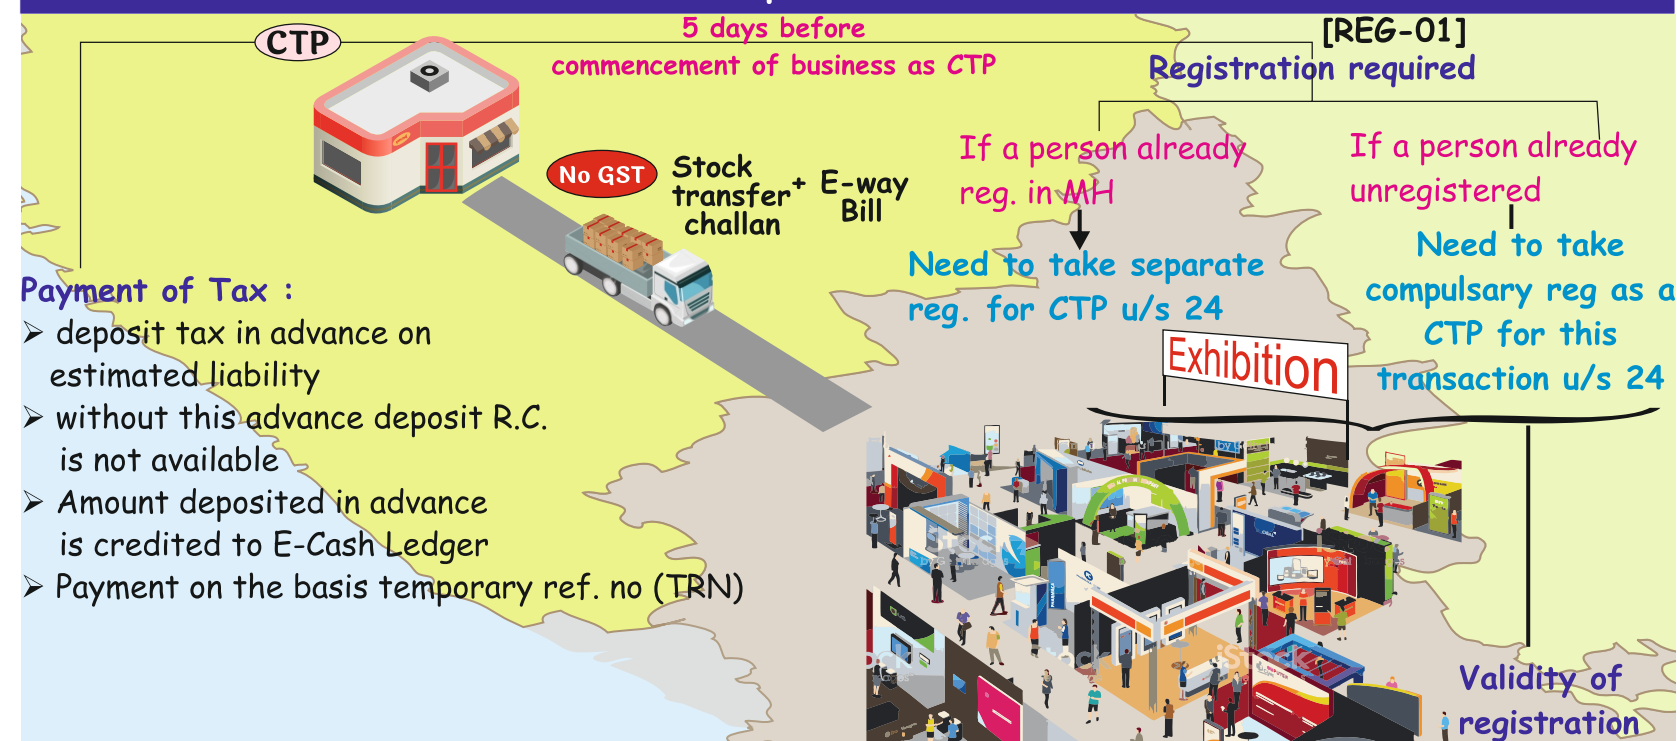 CTP
5 days before
commencement of business as CTP
[REG-01]
Registration required
If a person already
reg. in MH
Need to take separate
reg. for CTP u/s 24
If a person already
unregistered
Need to take
compulsary reg as a
CTP for this
transaction u/s 24
No GST
Stock
transfer + E-way
challan Bill
Payment of Tax :
➢ deposit tax in advance on
estimated liability
➢ without this advance deposit R.C.
is not available
➢ Amount deposited in advance
is credited to E-Cash Ledger
➢ Payment on the basis temporary ref. no (TRN)
Exhibition
iStock
Validity of
registration